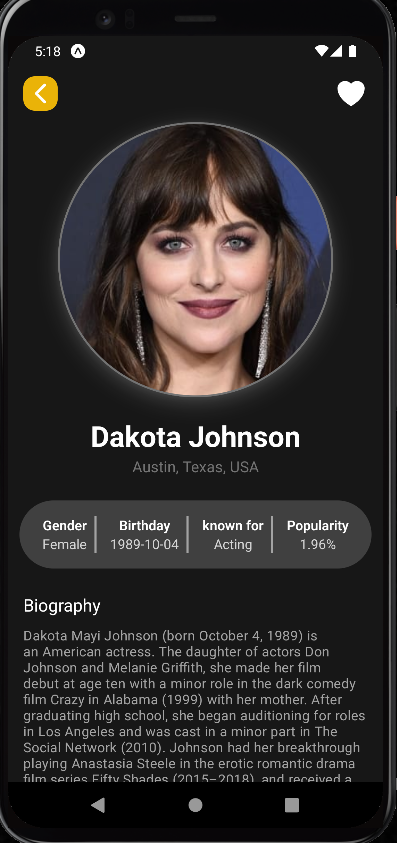 5:18
Dakota Johnson
Austin, Texas, USA
Gender Birthday known for Popularity
Female 1989-10-04 Acting 1.96%
Biography
Dakota Mayi Johnson (born October 4, 1989) is
an American actress. The daughter of actors Don
Johnson and Melanie Griffith, she made her film
debut at age ten with a minor role in the dark comedy
film Crazy in Alabama (1999) with her mother. After
graduating high school, she began auditioning for roles
in Los Angeles and was cast in a minor part in The
Social Network (2010). Johnson had her breakthrough
playing Anastasia Steele in the erotic romantic drama
film series Fifty Shades (2015–2018), and received a